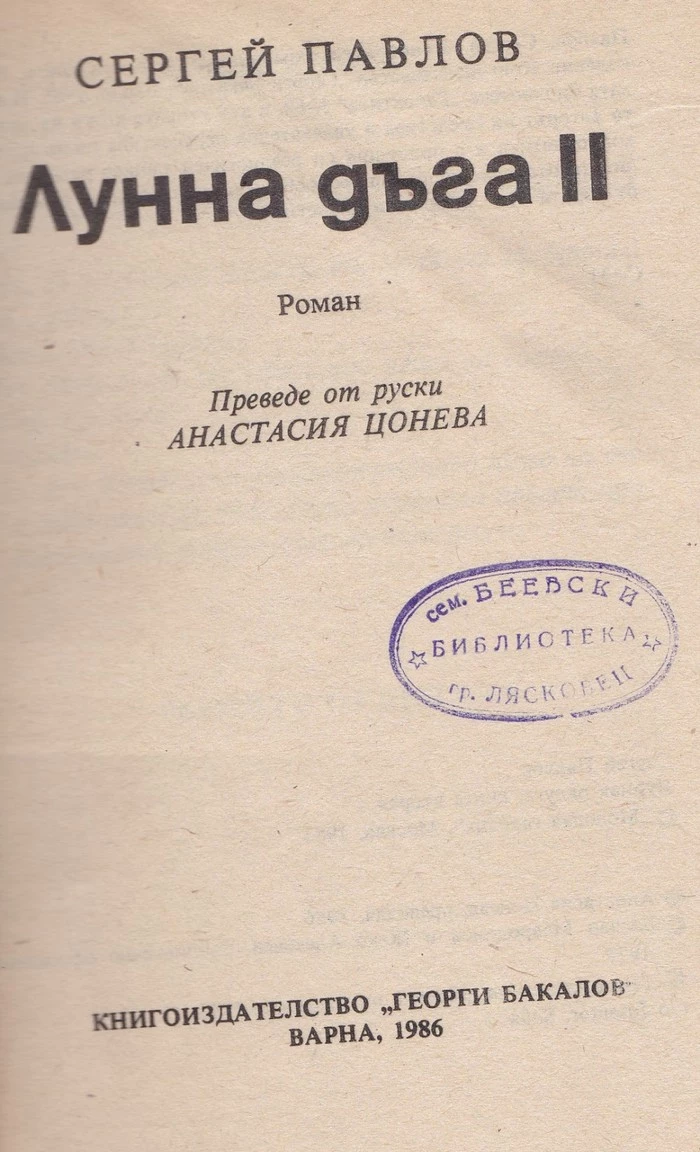 СЕРГЕЙ ПАВЛОВ
Лунна дъга II
Роман
Преведе от руски
АНАСТАСИЯ ЦОНЕВА
сем. БЕЕВСКИ
БИБЛИОТЕКА
гр. ЛЯСКОВЕЦ
КНИГОИЗДАТЕЛСТВО „ГЕОРГИ БАКАЛОВ“
ВАРНА, 1986